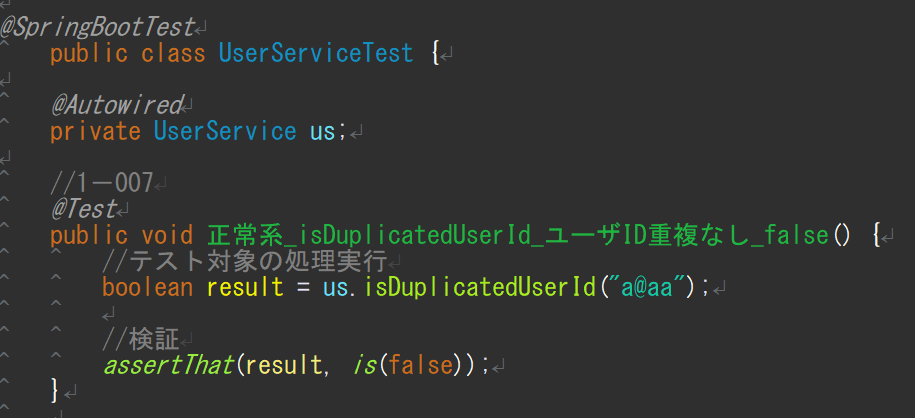 @SpringBootTest
public class UserServiceTest {
@Autowired
private UserService us;
//1－007
@Test
public void 正常系_isDuplicatedUserId_ユーザID重複なし_false() {
//テスト対象の処理実行
boolean result = us.isDuplicatedUserId("a@aa");
//検証
assertThat(result, is(false));
}